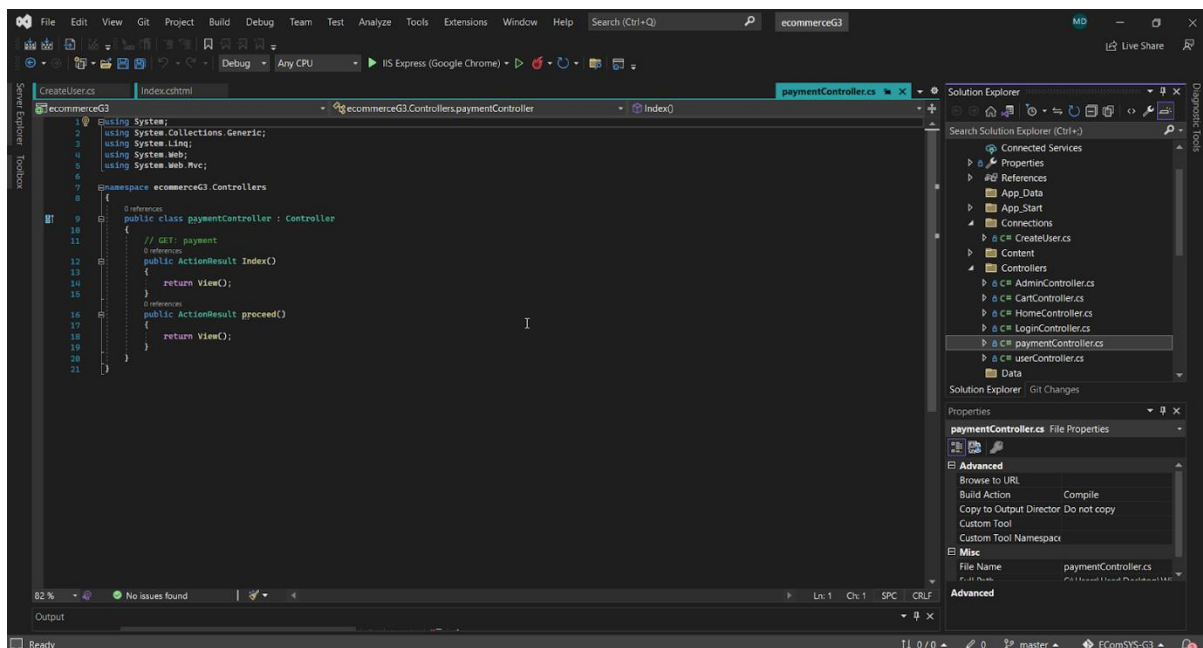 File Edit View Git Project Build Debug Team Test Analyze Tools Extensions Window Help Search (Ctrl+Q) ecommerceG3 MD
Live Share
Debug Any CPU IIS Express (Google Chrome)
Server Explorer
Toolbox
CreateUser.cs Index.cshtml paymentController.cs
ecommerceG3 ecommerceG3.Controllers.paymentController Index()
1 using System;
2 using System.Collections.Generic;
3 using System.Linq;
4 using System.Web;
5 using System.Web.Mvc;
6
7 namespace ecommerceG3.Controllers
8 {
0 references
9 public class paymentController : Controller
10 {
11 // GET: payment
0 references
12 public ActionResult Index()
13 {
14 return View();
15 }
0 references
16 public ActionResult proceed()
17 {
18 return View();
19 }
20 }
21 }
82 % No issues found Ln: 1 Ch: 1 SPC CRLF
Output
Solution Explorer
Search Solution Explorer (Ctrl+;)
Connected Services
Properties
References
App_Data
App_Start
Connections
C# CreateUser.cs
Content
Controllers
C# AdminController.cs
C# CartController.cs
C# HomeController.cs
C# LoginController.cs
C# paymentController.cs
C# userController.cs
Data
Solution Explorer Git Changes
Properties
paymentController.cs File Properties
Advanced
Browse to URL
Build Action Compile
Copy to Output Director Do not copy
Custom Tool
Custom Tool Namespace
Misc
File Name paymentController.cs
Advanced
Diagnostic Tools
Ready 0 / 0 0 master EComSYS-G3